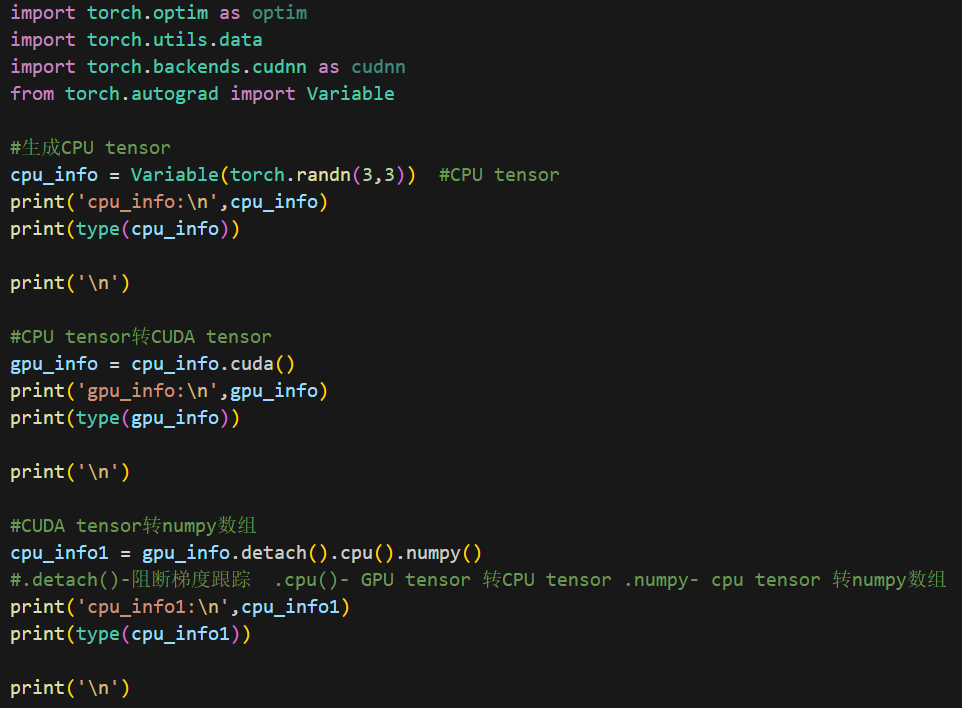 import torch.optim as optim
import torch.utils.data
import torch.backends.cudnn as cudnn
from torch.autograd import Variable
#生成CPU tensor
cpu_info = Variable(torch.randn(3,3))  #CPU tensor
print('cpu_info:\n',cpu_info)
print(type(cpu_info))
print('\n')
#CPU tensor转CUDA tensor
gpu_info = cpu_info.cuda()
print('gpu_info:\n',gpu_info)
print(type(gpu_info))
print('\n')
#CUDA tensor转numpy数组
cpu_info1 = gpu_info.detach().cpu().numpy()
#.detach()-阻断梯度跟踪  .cpu()- GPU tensor 转CPU tensor .numpy- cpu tensor 转numpy数组
print('cpu_info1:\n',cpu_info1)
print(type(cpu_info1))
print('\n')